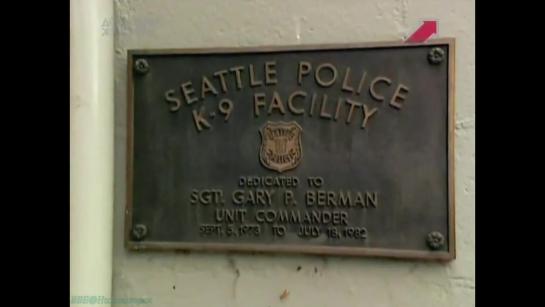 SEATTLE POLICE
K-9 FACILITY
DEDICATED TO
SGT. GARY P. BERMAN
UNIT COMMANDER
SEPT. 5, 1978 TO JULY 18, 1982